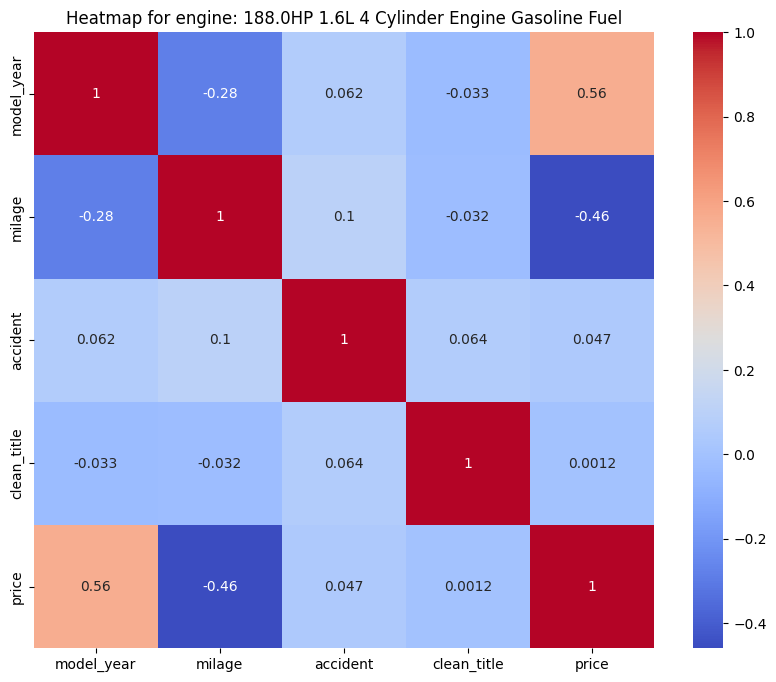 Heatmap for engine: 188.0HP 1.6L 4 Cylinder Engine Gasoline Fuel
model_year 1 -0.28 0.062 -0.033 0.56
milage -0.28 1 0.1 -0.032 -0.46
accident 0.062 0.1 1 0.064 0.047
clean_title -0.033 -0.032 0.064 1 0.0012
price 0.56 -0.46 0.047 0.0012 1
model_year milage accident clean_title price
1.0
0.8
0.6
0.4
0.2
0.0
−0.2
−0.4